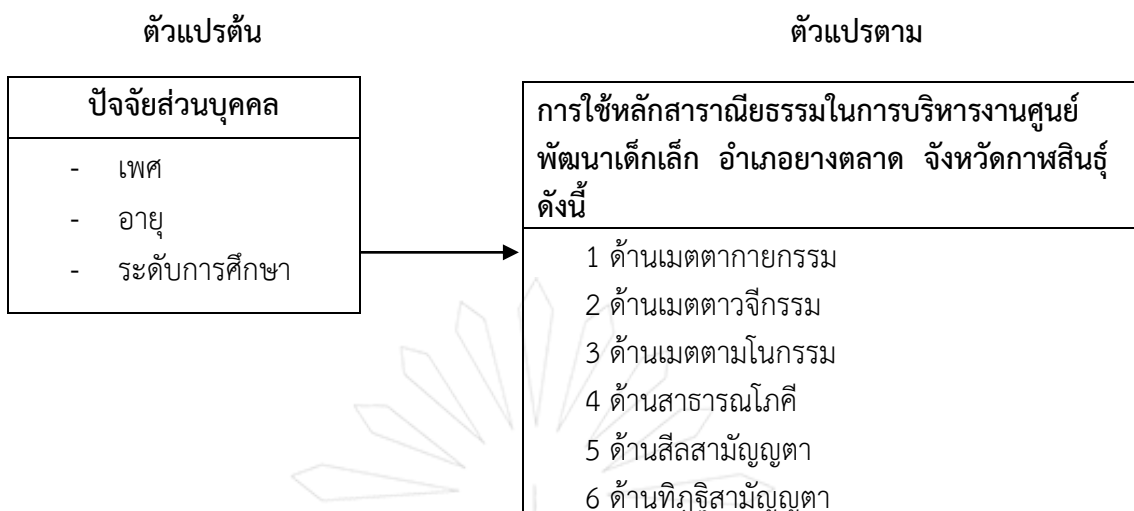 ตัวแปรต้น
ตัวแปรตาม
ปัจจัยส่วนบุคคล
- เพศ
- อายุ
- ระดับการศึกษา
การใช้หลักสาราณียธรรมในการบริหารงานศูนย์
พัฒนาเด็กเล็ก อำเภอยางตลาด จังหวัดกาฬสินธุ์
ดังนี้
1 ด้านเมตตากายกรรม
2 ด้านเมตตาวจีกรรม
3 ด้านเมตตามโนกรรม
4 ด้านสาธารณโภคี
5 ด้านสีลสามัญญตา
6 ด้านทิฏฐิสามัญญตา